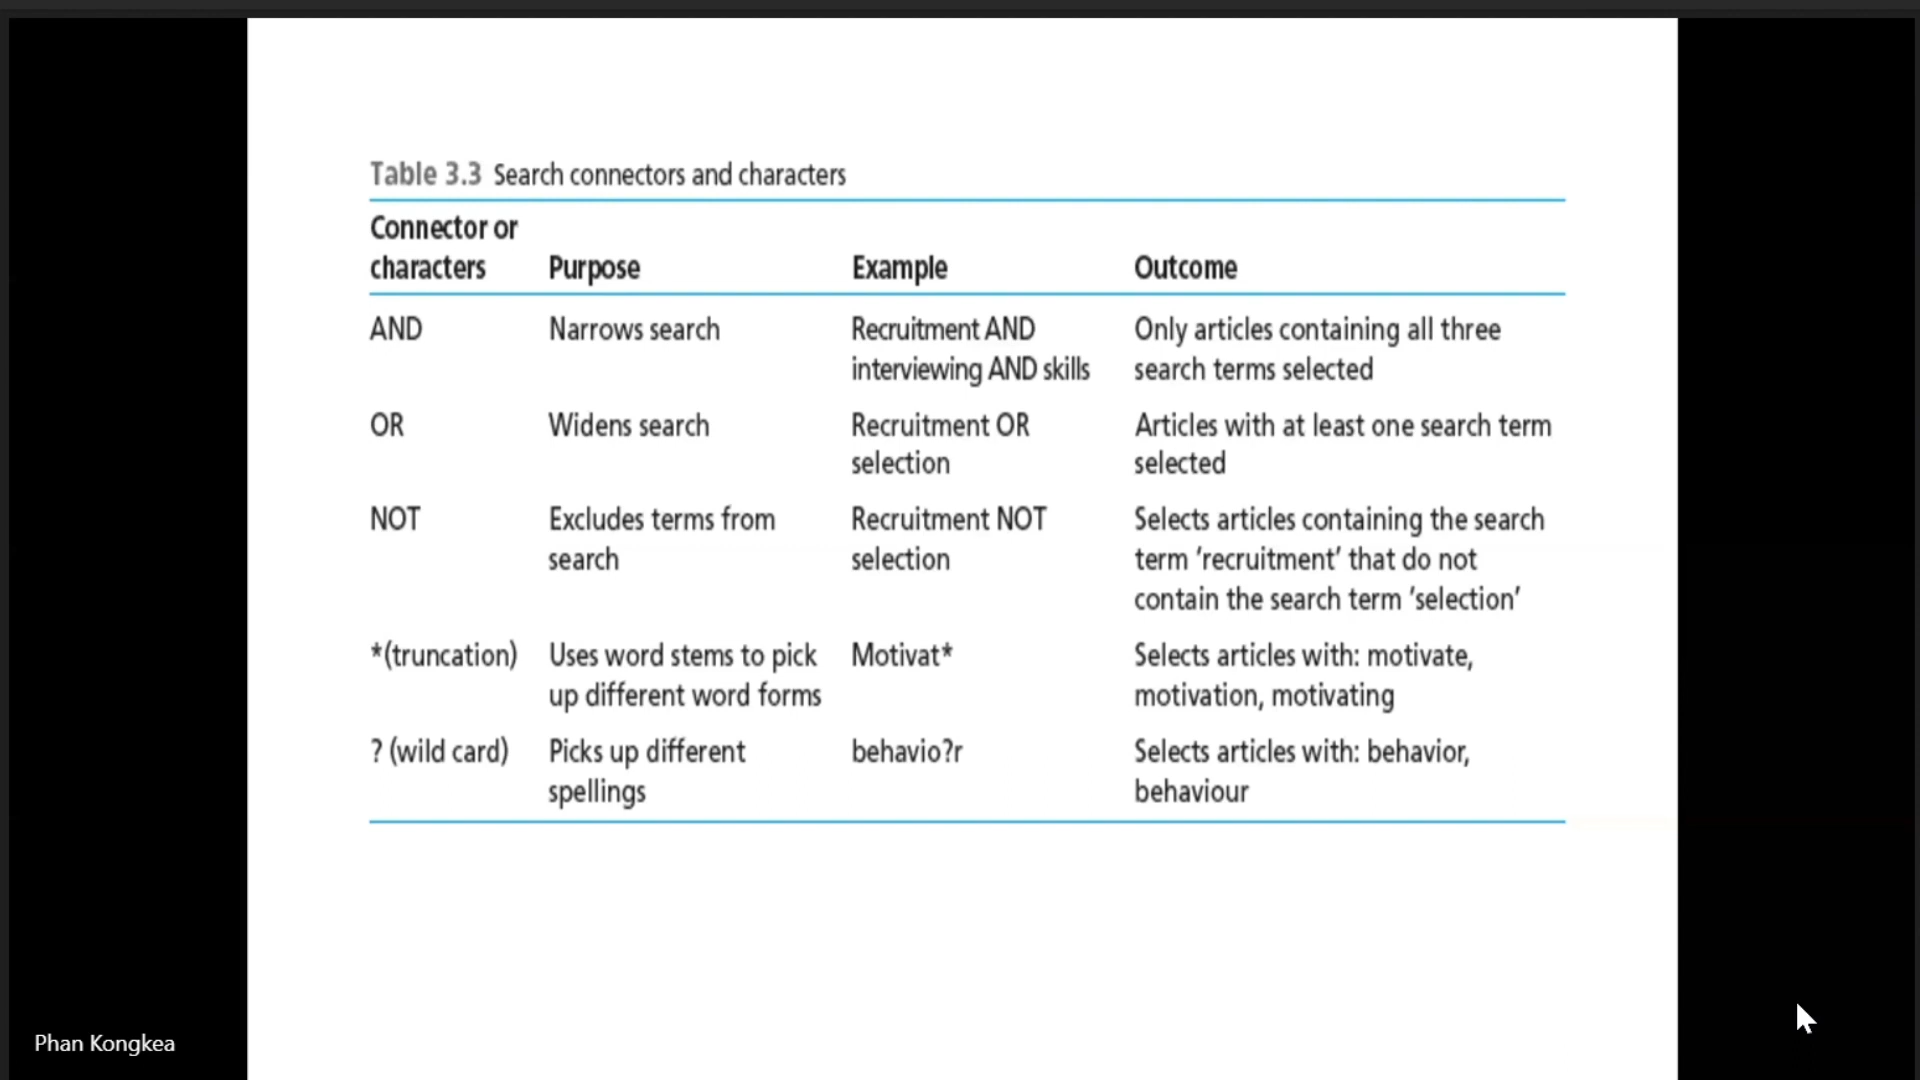 Table 3.3 Search connectors and characters
Connector or
characters Purpose Example Outcome
AND Narrows search Recruitment AND Only articles containing all three
interviewing AND skills search terms selected
OR Widens search Recruitment OR Articles with at least one search term
selection selected
NOT Excludes terms from Recruitment NOT Selects articles containing the search
search selection term ‘recruitment’ that do not
contain the search term ‘selection’
*(truncation) Uses word stems to pick Motivat* Selects articles with: motivate,
up different word forms motivation, motivating
? (wild card) Picks up different behavio?r Selects articles with: behavior,
spellings behaviour
Phan Kongkea